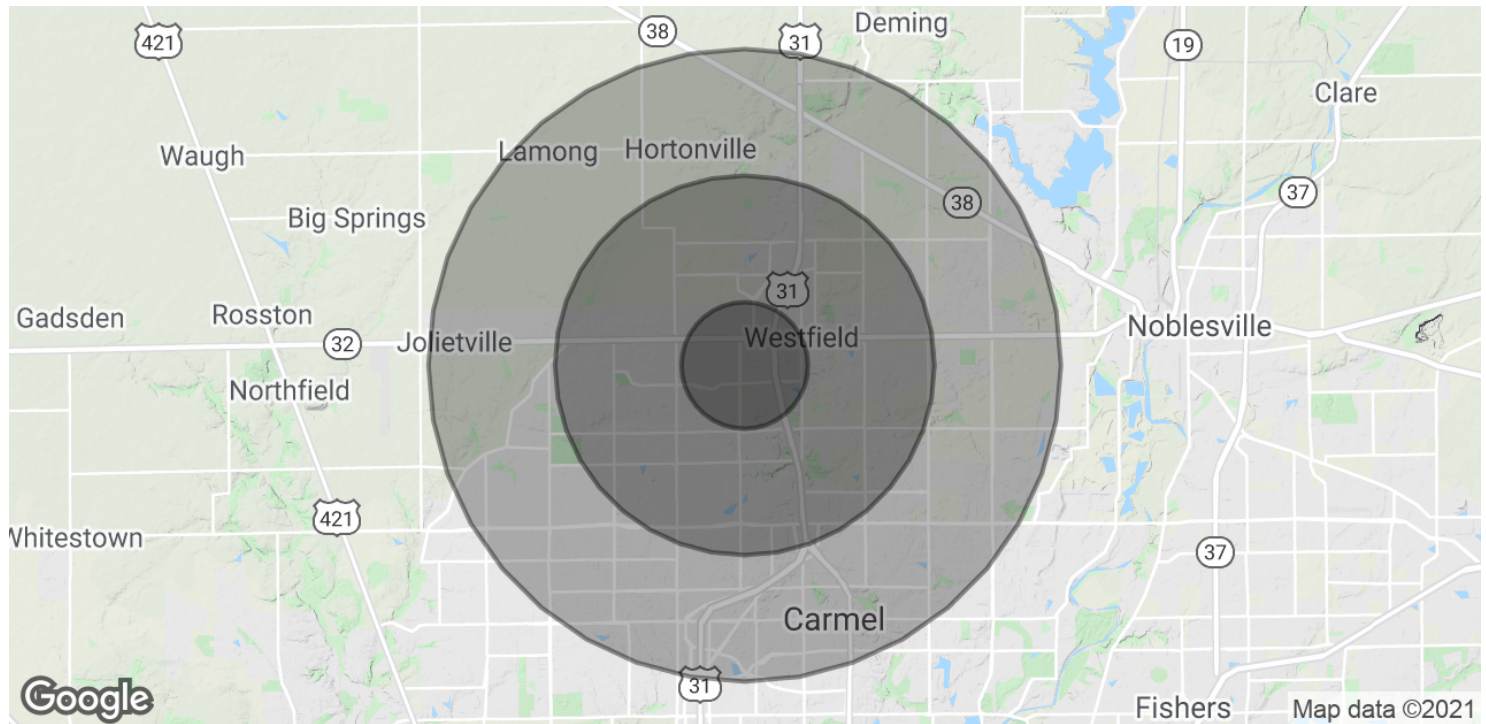 Deming
38
31
19
421
Clare
Waugh
Lamong
Hortonville
37
38
Big Springs
31
Gadsden
Rosston
Westfield
Noblesville
32
Jolietville
Northfield
421
Whitestown
37
Carmel
31
Google
Fishers
Map data ©2021